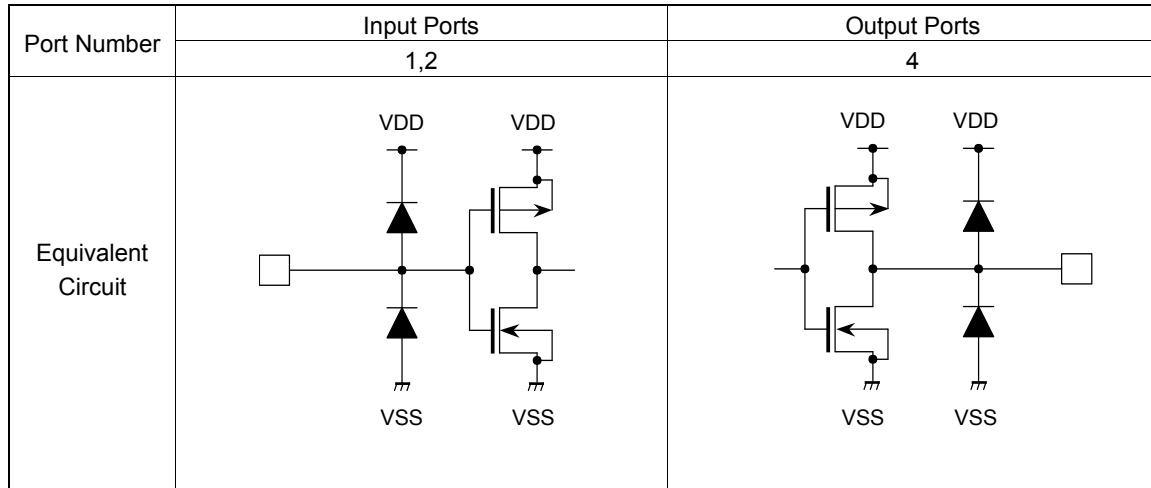 Port Number
Input Ports
Output Ports
1,2
4
Equivalent
Circuit
VDD VDD
VSS VSS
VDD VDD
VSS VSS